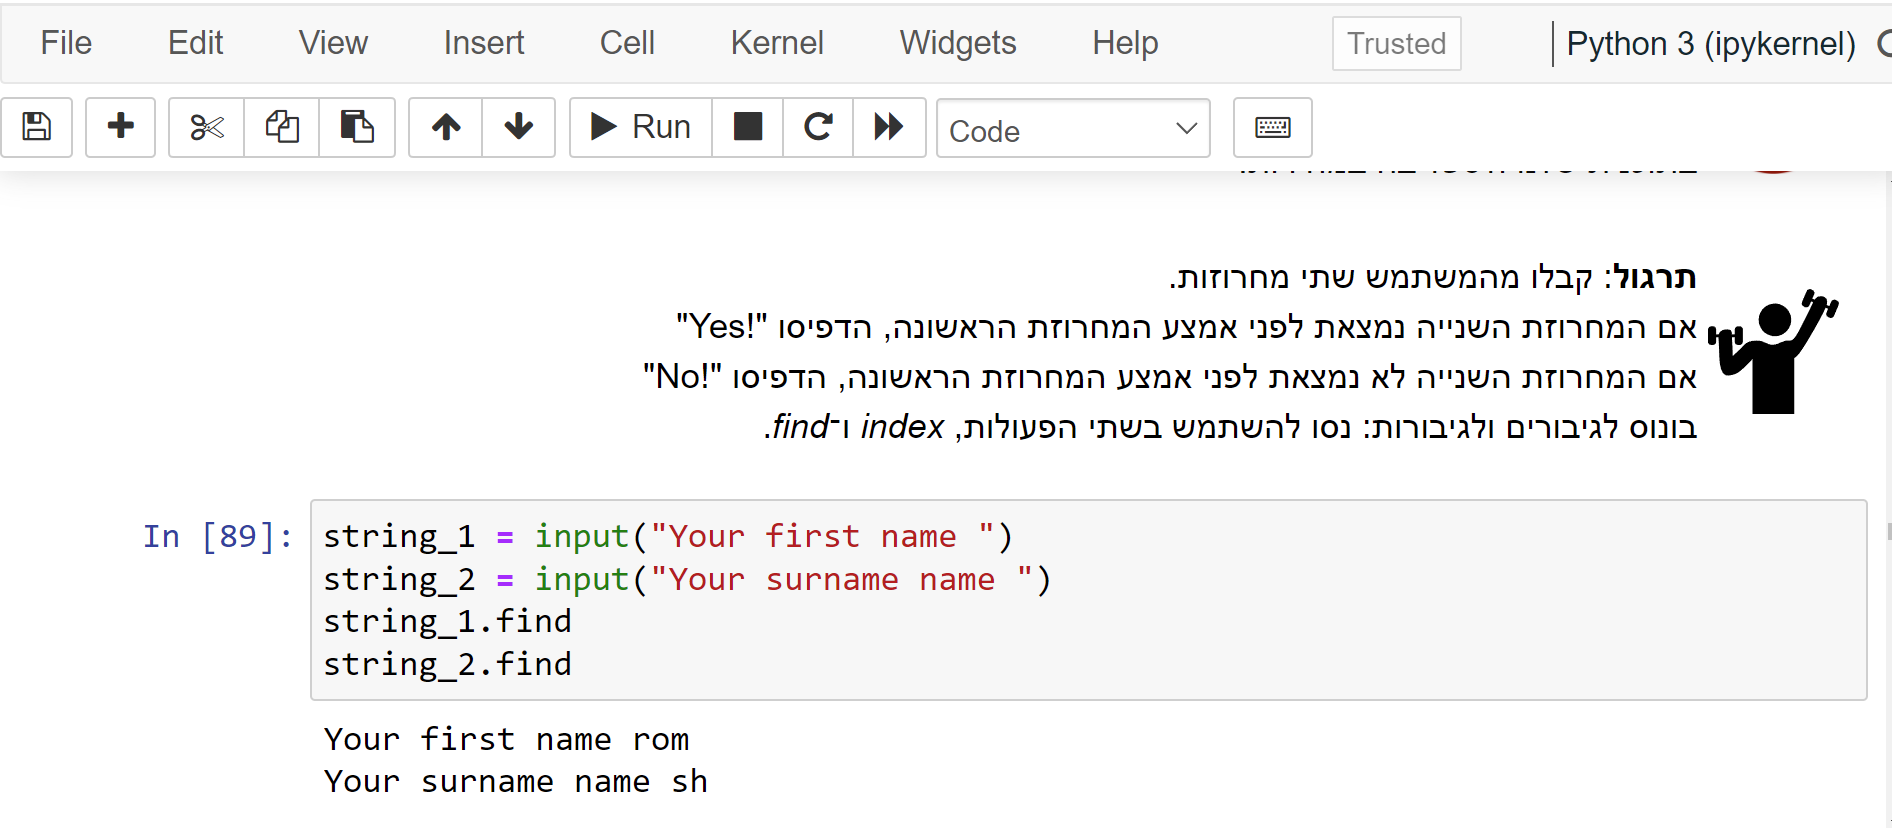 File Edit View Insert Cell Kernel Widgets Help Trusted Python 3 (ipykernel)
Run Code
תרגול: קבלו מהמשתמש שתי מחרוזות.
אם המחרוזת השנייה נמצאת לפני אמצע המחרוזת הראשונה, הדפיסו "Yes!"
אם המחרוזת השנייה לא נמצאת לפני אמצע המחרוזת הראשונה, הדפיסו "No!"
בונוס לגיבורים ולגיבורות: נסו להשתמש בשתי הפעולות, index ו־find.
In [89]:
string_1 = input("Your first name ")
string_2 = input("Your surname name ")
string_1.find
string_2.find
Your first name rom
Your surname name sh